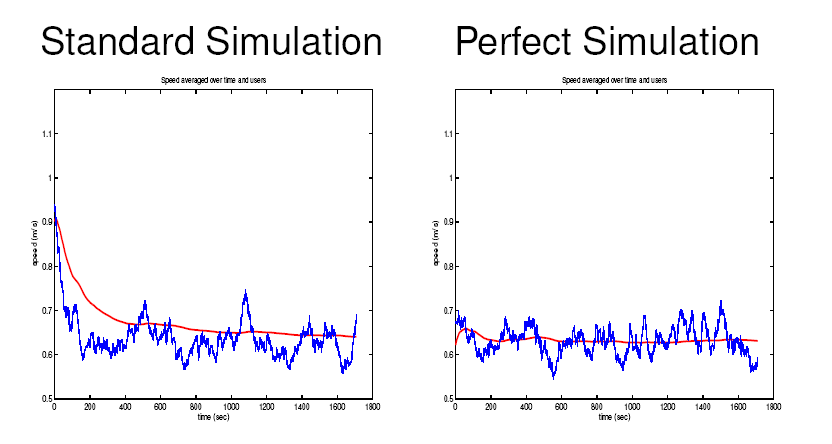 Standard Simulation
Perfect Simulation
Speed averaged over time and users
Speed averaged over time and users
speed (m/s)
1.1
1
0.9
0.8
0.7
0.6
0.5
0 200 400 600 800 1000 1200 1400 1600 1800
time (sec)
speed (m/s)
1.1
1
0.9
0.8
0.7
0.6
0.5
0 200 400 600 800 1000 1200 1400 1600 1800
time (sec)